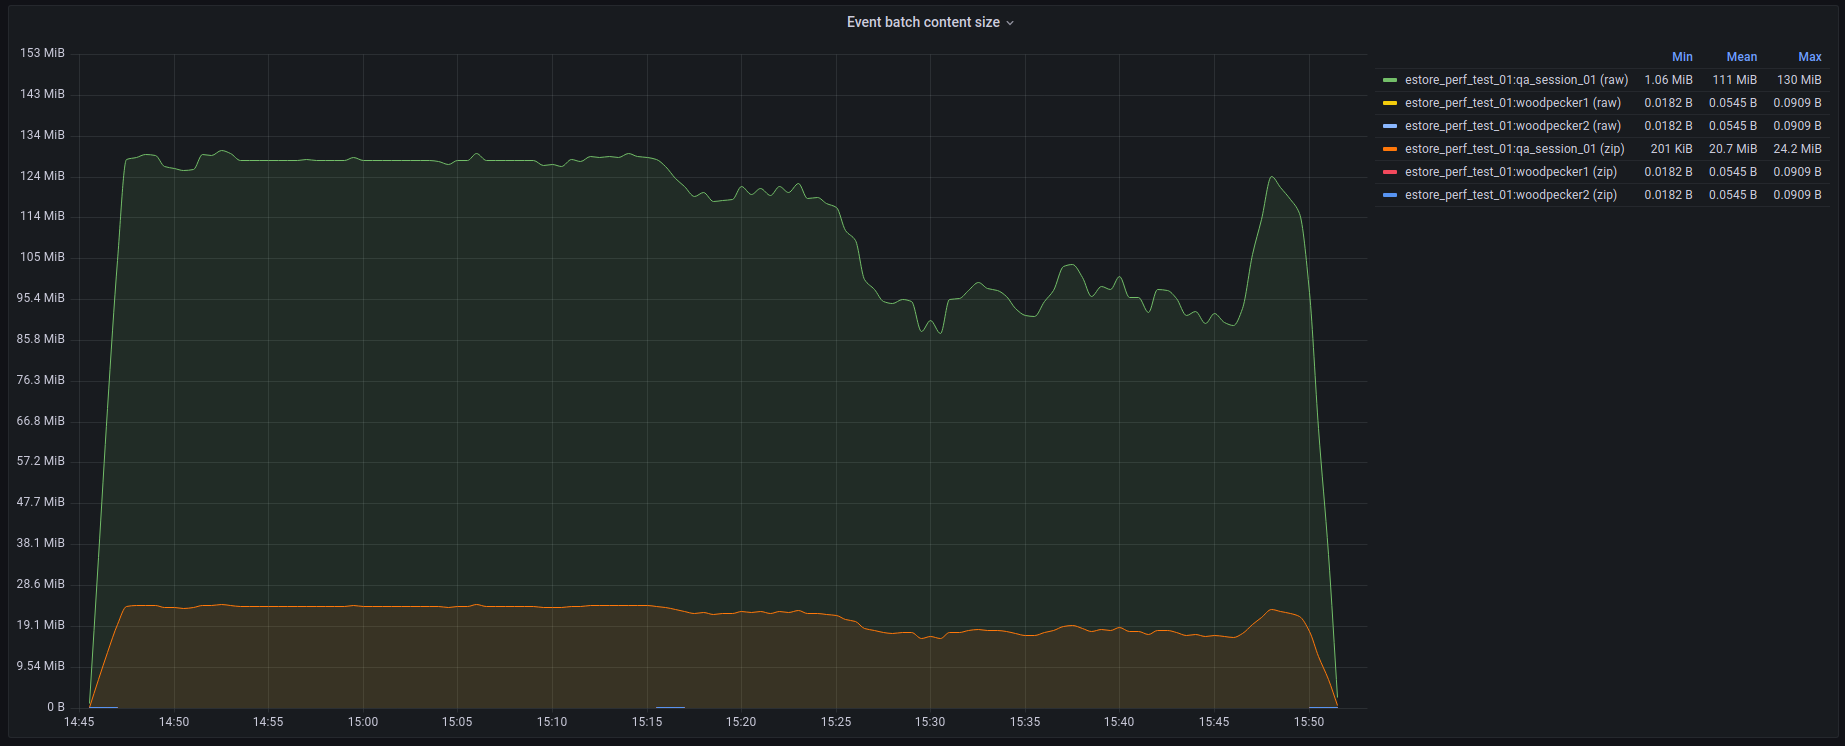 Event batch content size
153 MiB
143 MiB
134 MiB
124 MiB
114 MiB
105 MiB
95.4 MiB
85.8 MiB
76.3 MiB
66.8 MiB
57.2 MiB
47.7 MiB
38.1 MiB
28.6 MiB
19.1 MiB
9.54 MiB
0 B
14:45 14:50 14:55 15:00 15:05 15:10 15:15 15:20 15:25 15:30 15:35 15:40 15:45 15:50
Min Mean Max
estore_perf_test_01:qa_session_01 (raw) 1.06 MiB 111 MiB 130 MiB
estore_perf_test_01:woodpecker1 (raw) 0.0182 B 0.0545 B 0.0909 B
estore_perf_test_01:woodpecker2 (raw) 0.0182 B 0.0545 B 0.0909 B
estore_perf_test_01:qa_session_01 (zip) 201 KiB 20.7 MiB 24.2 MiB
estore_perf_test_01:woodpecker1 (zip) 0.0182 B 0.0545 B 0.0909 B
estore_perf_test_01:woodpecker2 (zip) 0.0182 B 0.0545 B 0.0909 B